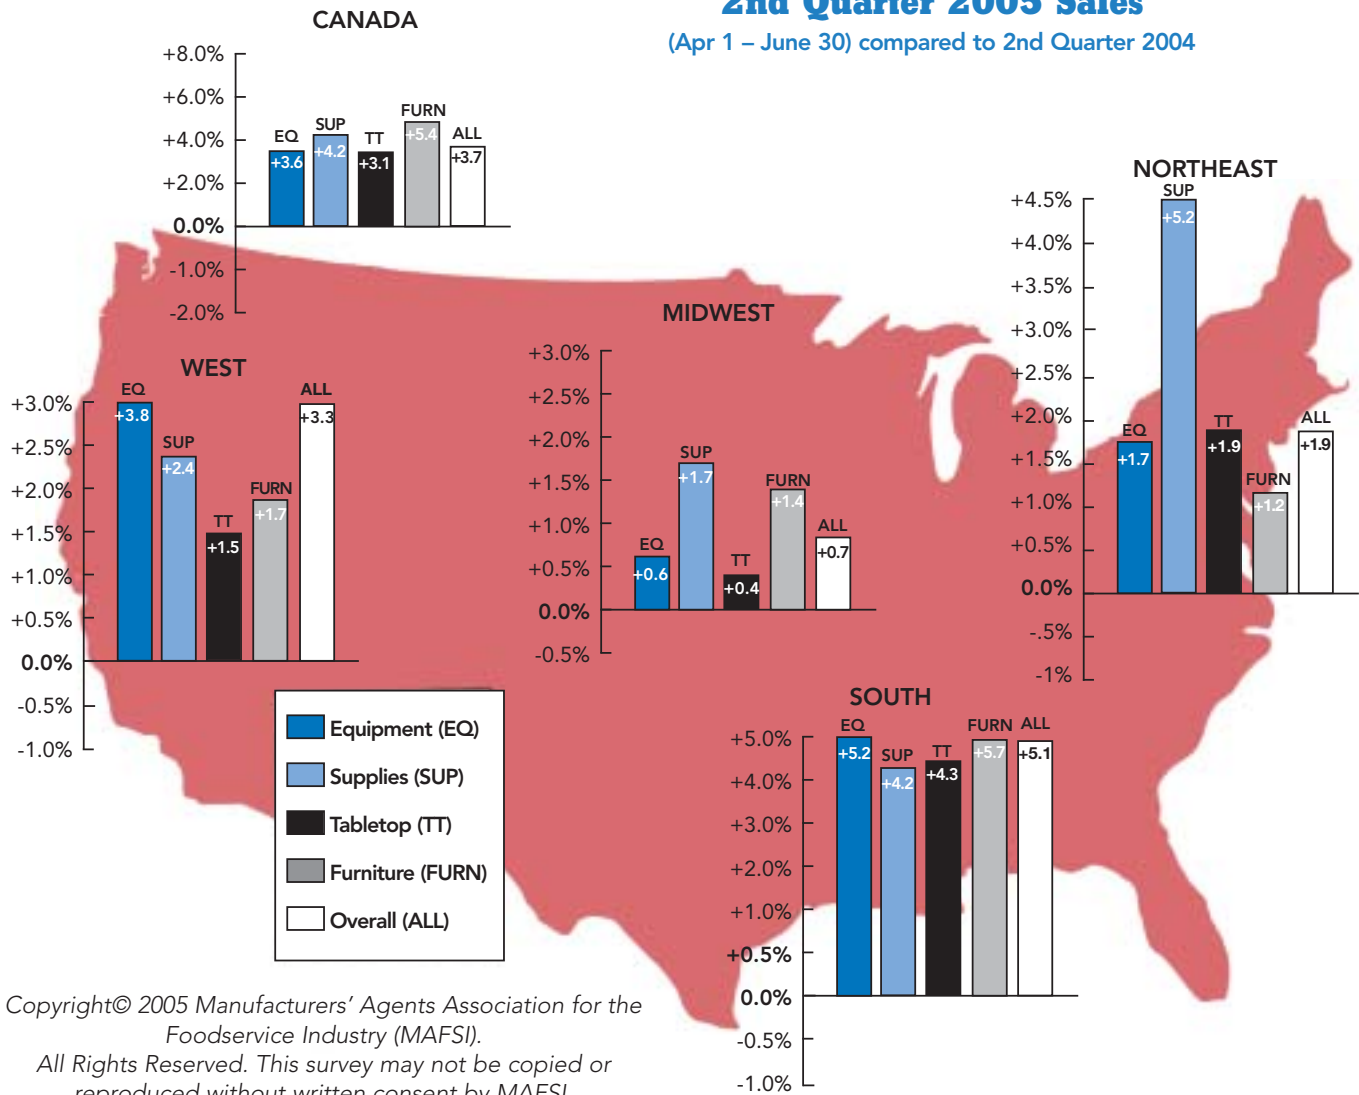 2nd Quarter 2005 Sales
(Apr 1 – June 30) compared to 2nd Quarter 2004
CANADA
+8.0%
+6.0%
+4.0%
+2.0%
0.0%
-1.0%
-2.0%
EQ
SUP
TT
FURN
ALL
+3.6
+4.2
+3.1
+5.4
+3.7
NORTHEAST
+4.5%
+4.0%
+3.5%
+3.0%
+2.5%
+2.0%
+1.5%
+1.0%
+0.5%
0.0%
-.5%
-1%
EQ
SUP
TT
FURN
ALL
+1.7
+5.2
+1.9
+1.2
+1.9
MIDWEST
+3.0%
+2.5%
+2.0%
+1.5%
+1.0%
+0.5%
0.0%
-0.5%
EQ
SUP
TT
FURN
ALL
+0.6
+1.7
+0.4
+1.4
+0.7
WEST
+3.0%
+2.5%
+2.0%
+1.5%
+1.0%
+0.5%
0.0%
-0.5%
-1.0%
EQ
SUP
TT
FURN
ALL
+3.8
+2.4
+1.5
+1.7
+3.3
SOUTH
+5.0%
+4.0%
+3.0%
+2.0%
+1.0%
+0.5%
0.0%
-0.5%
-1.0%
EQ
SUP
TT
FURN
ALL
+5.2
+4.2
+4.3
+5.7
+5.1
Equipment (EQ)
Supplies (SUP)
Tabletop (TT)
Furniture (FURN)
Overall (ALL)
Copyright© 2005 Manufacturers' Agents Association for the
Foodservice Industry (MAFSI).
All Rights Reserved. This survey may not be copied or
reproduced without written consent by MAFSI.